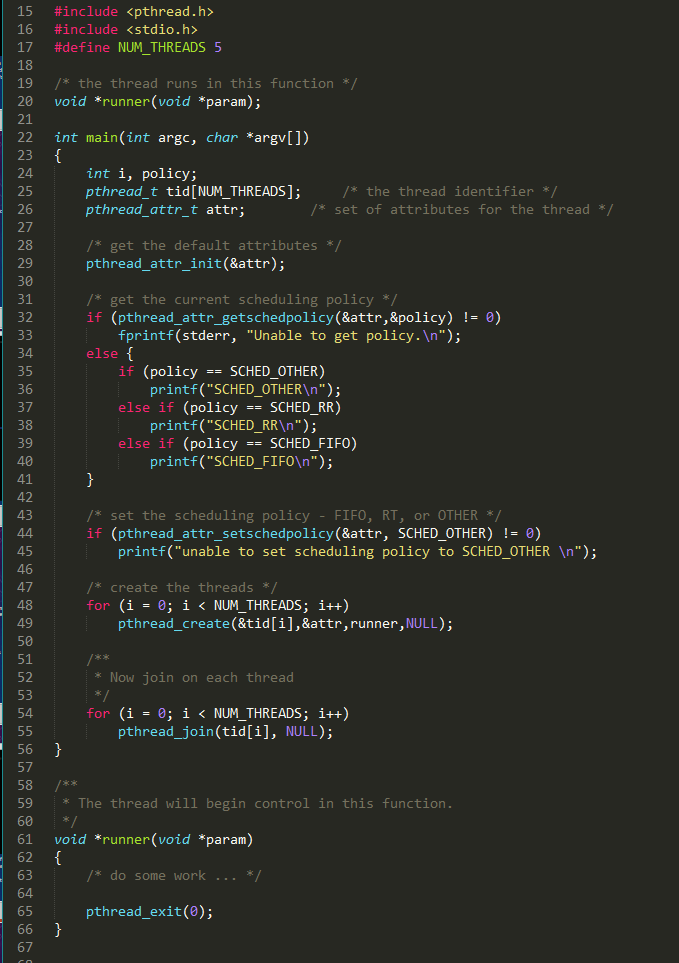 15 #include <pthread.h>
16 #include <stdio.h>
17 #define NUM_THREADS 5
18
19 /* the thread runs in this function */
20 void *runner(void *param);
21
22 int main(int argc, char *argv[])
23 {
24     int i, policy;
25     pthread_t tid[NUM_THREADS];     /* the thread identifier */
26     pthread_attr_t attr;        /* set of attributes for the thread */
27
28     /* get the default attributes */
29     pthread_attr_init(&attr);
30
31     /* get the current scheduling policy */
32     if (pthread_attr_getschedpolicy(&attr,&policy) != 0)
33         fprintf(stderr, "Unable to get policy.\n");
34     else {
35         if (policy == SCHED_OTHER)
36             printf("SCHED_OTHER\n");
37         else if (policy == SCHED_RR)
38             printf("SCHED_RR\n");
39         else if (policy == SCHED_FIFO)
40             printf("SCHED_FIFO\n");
41     }
42
43     /* set the scheduling policy - FIFO, RT, or OTHER */
44     if (pthread_attr_setschedpolicy(&attr, SCHED_OTHER) != 0)
45         printf("unable to set scheduling policy to SCHED_OTHER \n");
46
47     /* create the threads */
48     for (i = 0; i < NUM_THREADS; i++)
49         pthread_create(&tid[i],&attr,runner,NULL);
50
51     /**
52      * Now join on each thread
53      */
54     for (i = 0; i < NUM_THREADS; i++)
55         pthread_join(tid[i], NULL);
56 }
57
58 /**
59  * The thread will begin control in this function.
60  */
61 void *runner(void *param)
62 {
63     /* do some work ... */
64
65     pthread_exit(0);
66 }
67